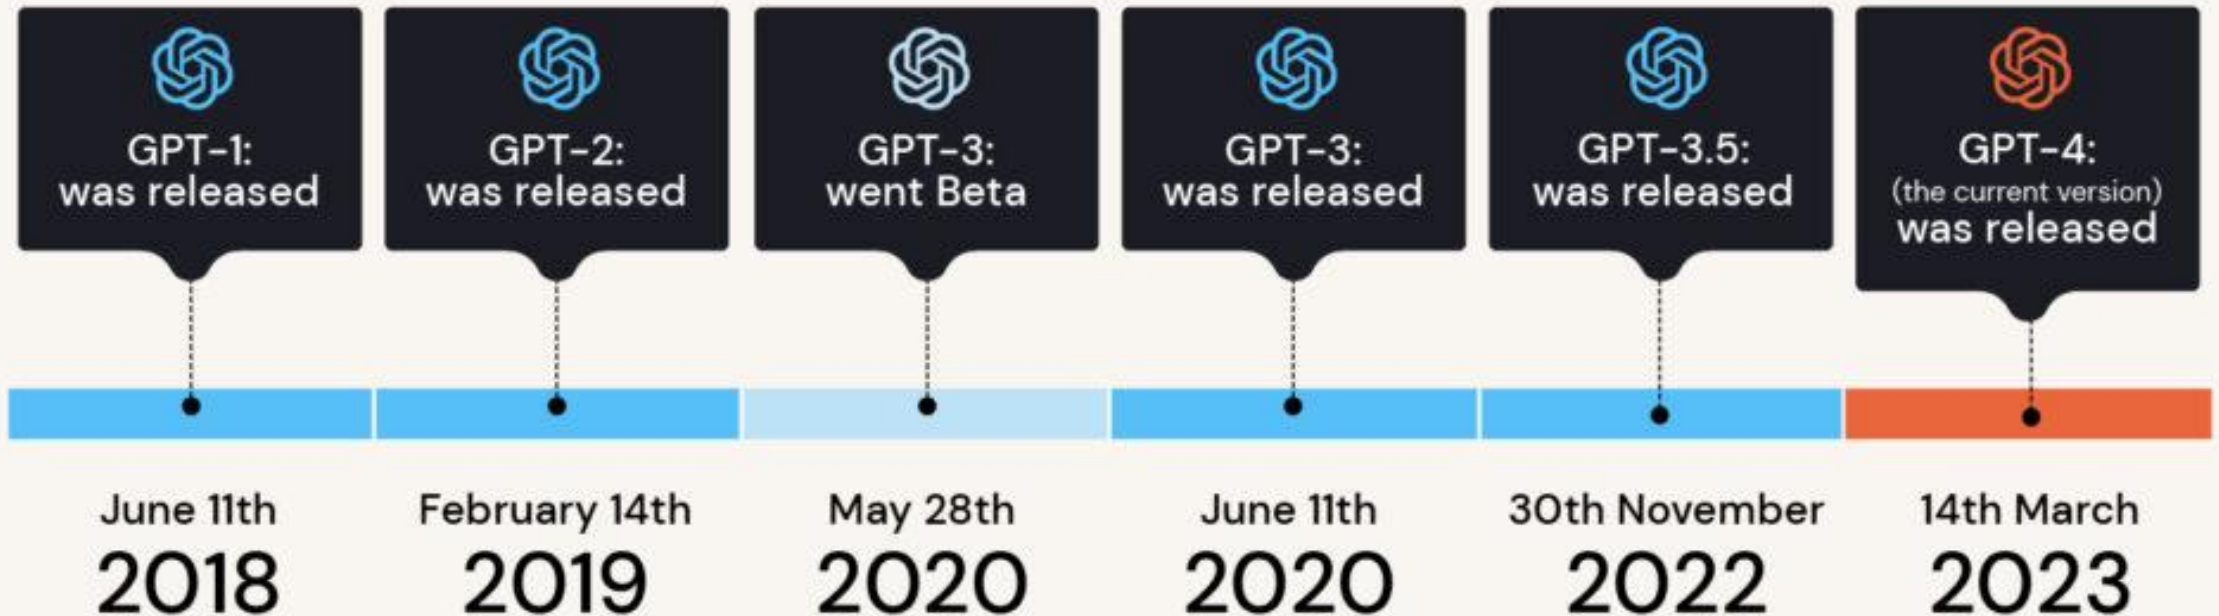 GPT-1:
was released
GPT-2:
was released
GPT-3:
went Beta
GPT-3:
was released
GPT-3.5:
was released
GPT-4:
(the current version)
was released
June 11th
2018
February 14th
2019
May 28th
2020
June 11th
2020
30th November
2022
14th March
2023